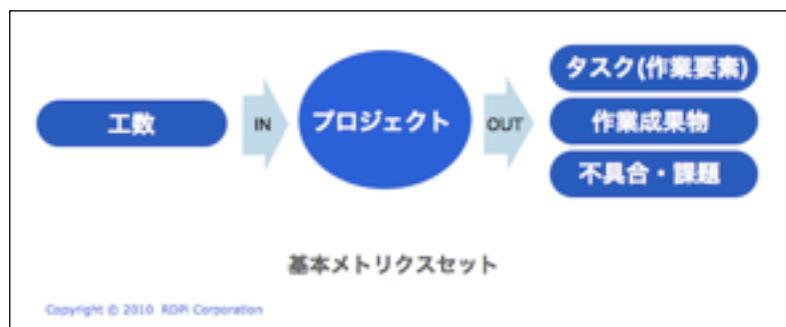 タスク(作業要素)
工数
IN
プロジェクト
OUT
作業成果物
不具合・課題
基本メトリクスセット
Copyright © 2010 RDPi Corporation